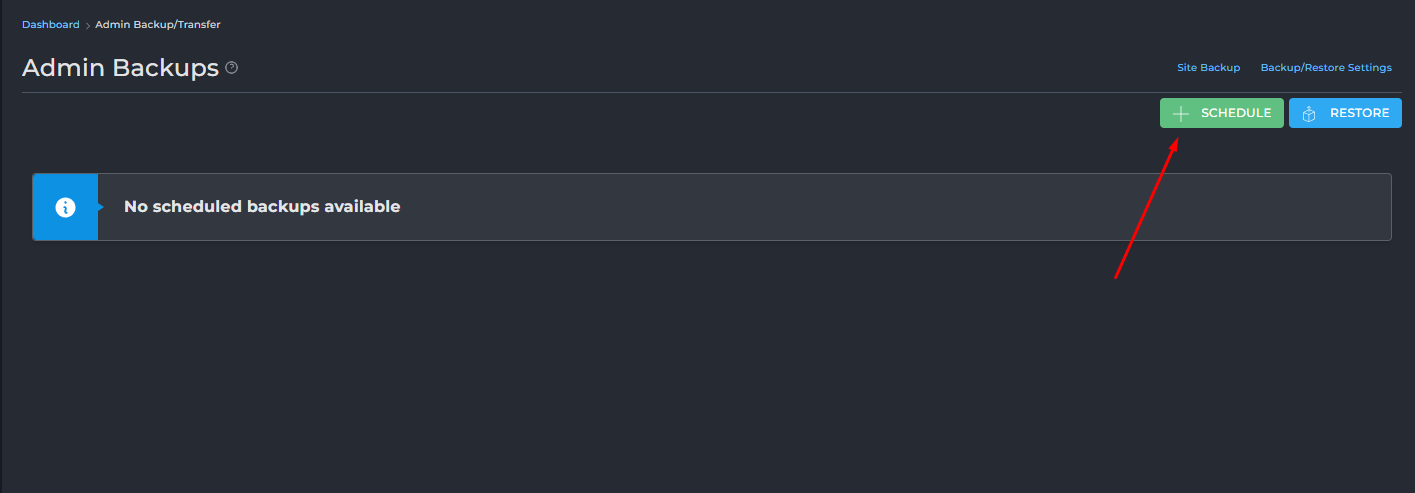 Dashboard > Admin Backup/Transfer
Admin Backups
Site Backup Backup/Restore Settings
SCHEDULE RESTORE
No scheduled backups available